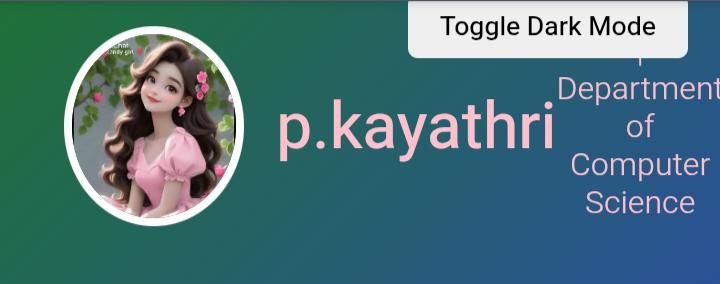 Toggle Dark Mode
p.kayathri
Department
of
Computer
Science